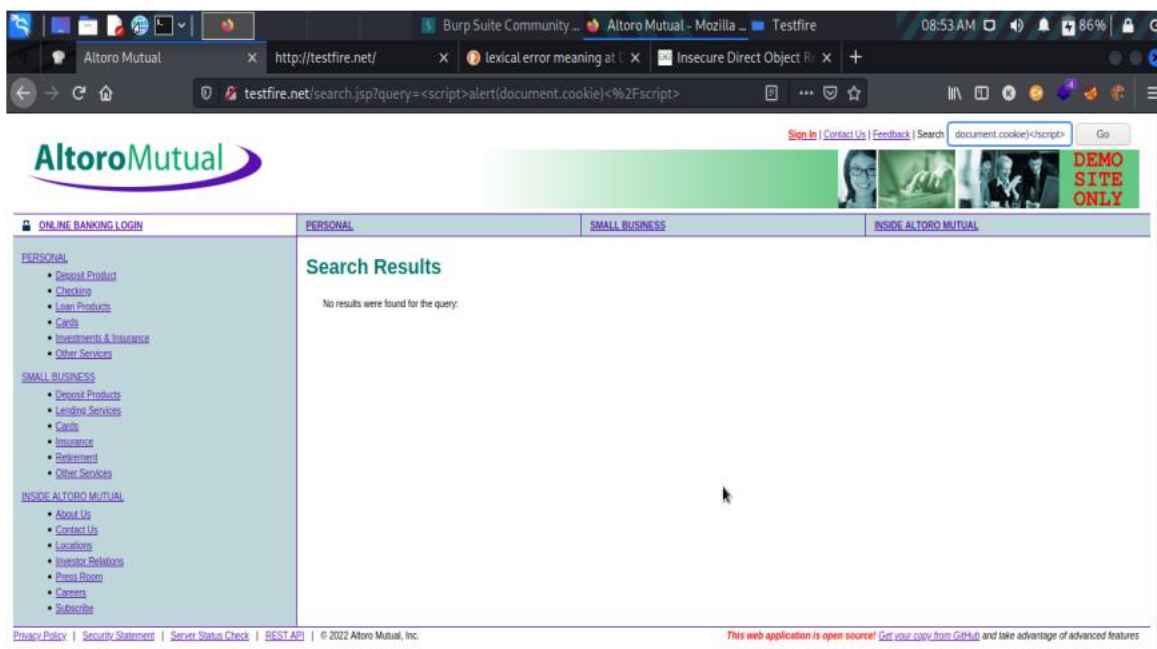 Burp Suite Community ... Altoro Mutual - Mozilla ... Testfire 08:53 AM 86%
Altoro Mutual http://testfire.net/ lexical error meaning at Insecure Direct Object
testfire.net/search.jsp?query=<script>alert(document.cookie)<%2Fscript>
Sign In | Contact Us | Feedback | Search document.cookie)</script> Go
AltoroMutual
DEMO
SITE
ONLY
ONLINE BANKING LOGIN PERSONAL SMALL BUSINESS INSIDE ALTORO MUTUAL
PERSONAL
Deposit Product
Checking
Loan Products
Cards
Investments & Insurance
Other Services
SMALL BUSINESS
Deposit Products
Lending Services
Cards
Insurance
Retirement
Other Services
INSIDE ALTORO MUTUAL
About Us
Contact Us
Locations
Investor Relations
Press Room
Careers
Subscribe
Search Results
No results were found for the query:
Privacy Policy | Security Statement | Server Status Check | REST API | © 2022 Altoro Mutual, Inc. This web application is open source! Get your copy from GitHub and take advantage of advanced features